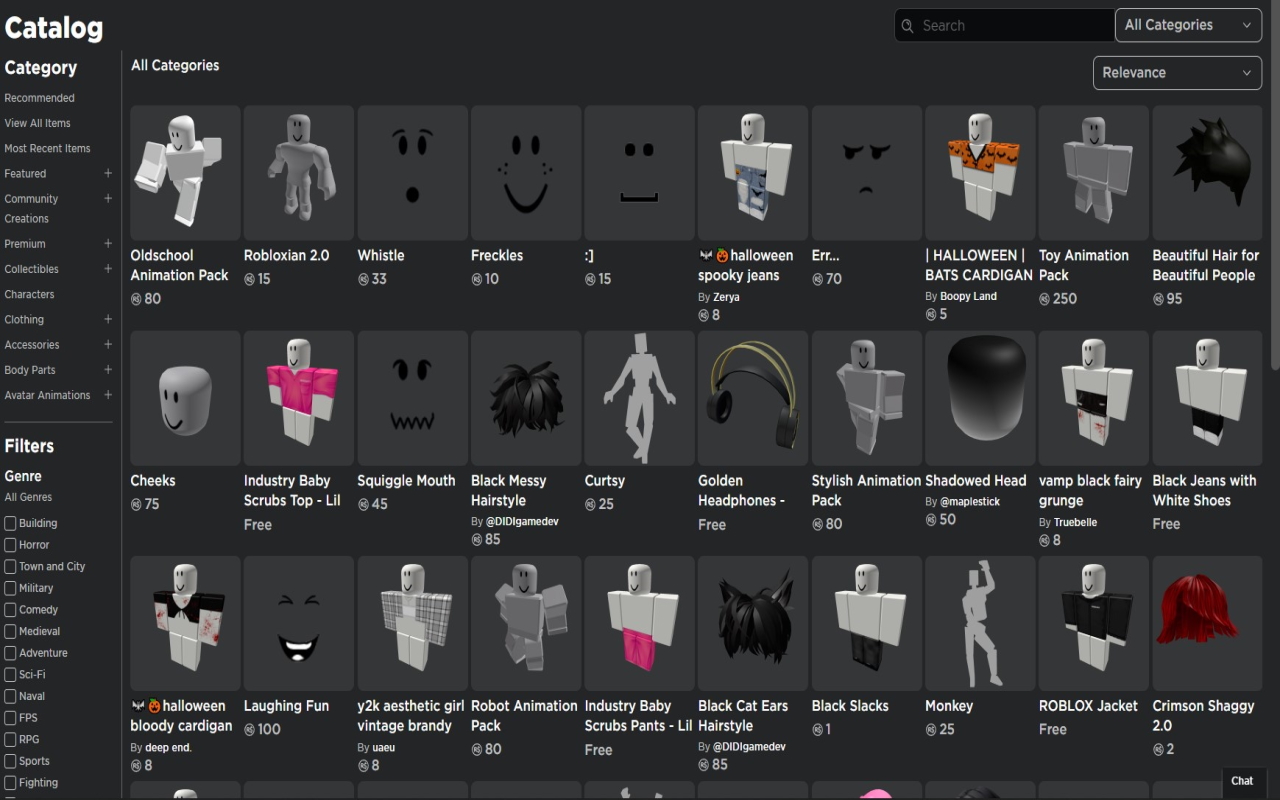 Catalog
Search
All Categories
Category
All Categories
Relevance
Recommended
View All Items
Most Recent Items
Featured +
Community +
Creations
Premium +
Collectibles +
Characters
Clothing +
Accessories +
Body Parts +
Avatar Animations +
Filters
Genre
All Genres
Building
Horror
Town and City
Military
Comedy
Medieval
Adventure
Sci-Fi
Naval
FPS
RPG
Sports
Fighting
Oldschool
Animation Pack
80
Robloxian 2.0
15
Whistle
33
Freckles
10
:]
15
🦇🎃halloween
spooky jeans
By Zerya
8
Err...
70
| HALLOWEEN |
BATS CARDIGAN
By Boopy Land
5
Toy Animation
Pack
250
Beautiful Hair for
Beautiful People
95
Cheeks
75
Industry Baby
Scrubs Top - Lil
Free
Squiggle Mouth
45
Black Messy
Hairstyle
By @DIDIgamedev
85
Curtsy
25
Golden
Headphones -
Free
Stylish Animation
Pack
80
Shadowed Head
By @maplestick
50
vamp black fairy
grunge
By Truebelle
8
Black Jeans with
White Shoes
Free
🦇🎃halloween
bloody cardigan
By deep end.
8
Laughing Fun
100
y2k aesthetic girl
vintage brandy
By uaeu
8
Robot Animation
Pack
80
Industry Baby
Scrubs Pants - Lil
Free
Black Cat Ears
Hairstyle
By @DIDIgamedev
85
Black Slacks
1
Monkey
25
ROBLOX Jacket
Free
Crimson Shaggy
2.0
2
Chat